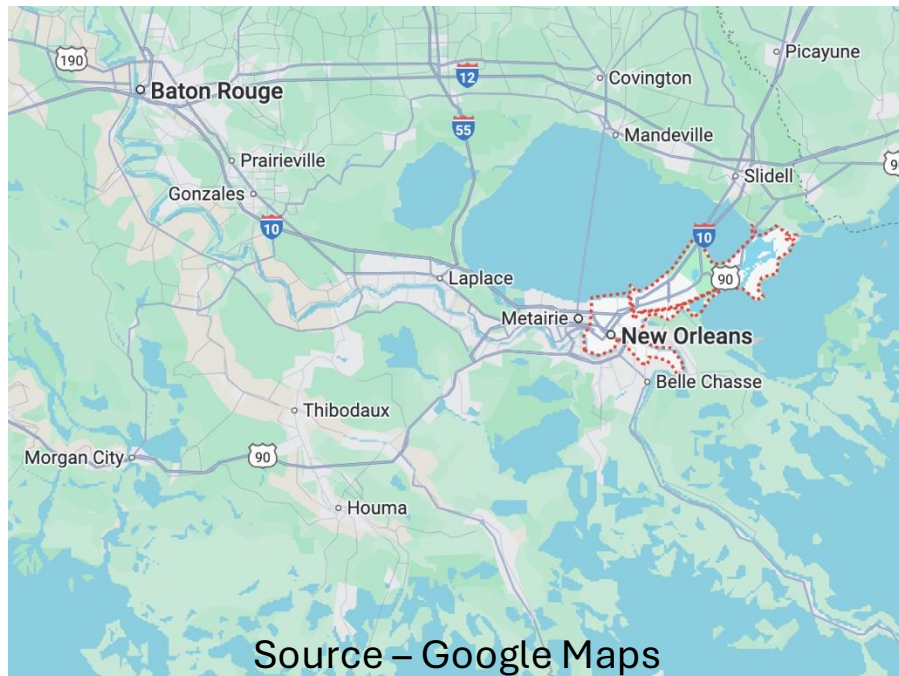 Picayune
190
12
Covington
Baton Rouge
55
Mandeville
Prairieville
Slidell
Gonzales
10
10
Laplace
90
Metairie
New Orleans
Belle Chasse
Thibodaux
Morgan City
90
Houma
Source – Google Maps